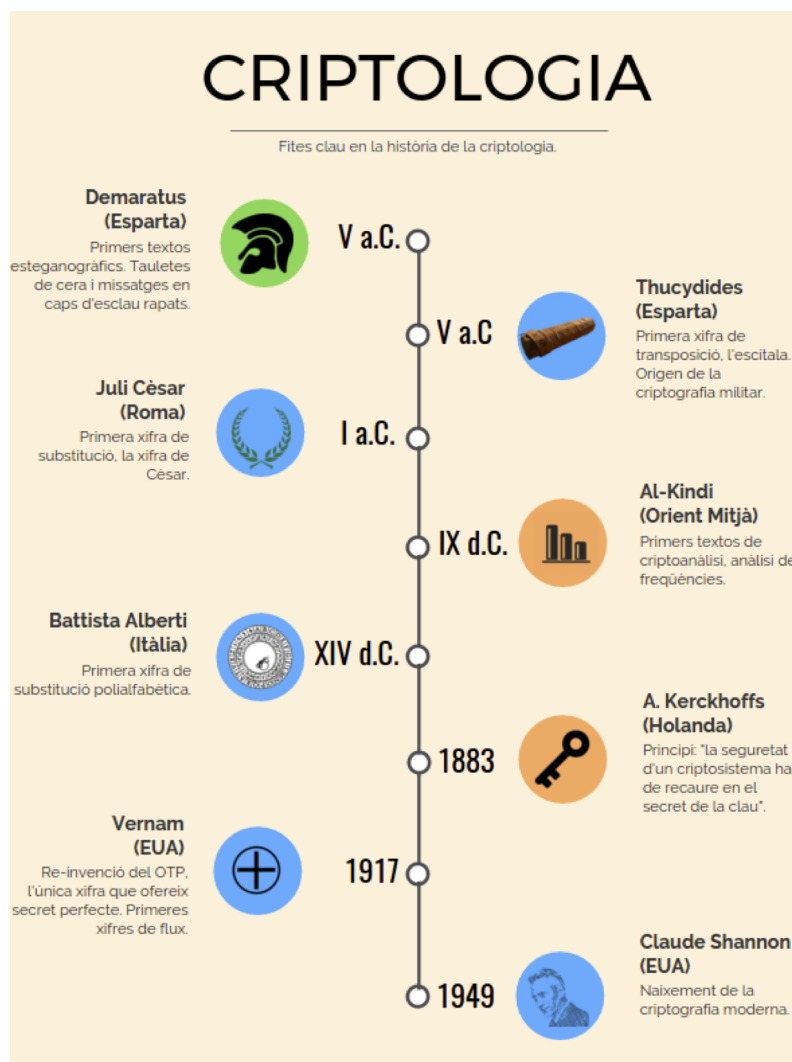 CRIPTOLOGIA
Fites clau en la història de la criptologia.
Demaratus
(Esparta)
Primers textos
esteganogràfics. Tauletes
de cera i missatges en
caps d'esclau rapats.
V a.C.
V a.C
Thucydides
(Esparta)
Primera xifra de
transposició, l'escítala.
Origen de la
criptografia militar.
Juli Cèsar
(Roma)
Primera xifra de
substitució, la xifra de
Cèsar.
I a.C.
IX d.C.
Al-Kindi
(Orient Mitjà)
Primers textos de
criptoanàlisi, anàlisi de
freqüències.
Battista Alberti
(Itàlia)
Primera xifra de
substitució polialfabètica.
XIV d.C.
1883
A. Kerckhoffs
(Holanda)
Principi: "la seguretat
d'un criptosistema ha
de recaure en el
secret de la clau".
Vernam
(EUA)
Re-invenció del OTP,
l'única xifra que ofereix
secret perfecte. Primeres
xifres de flux.
1917
1949
Claude Shannon
(EUA)
Naixement de la
criptografia moderna.